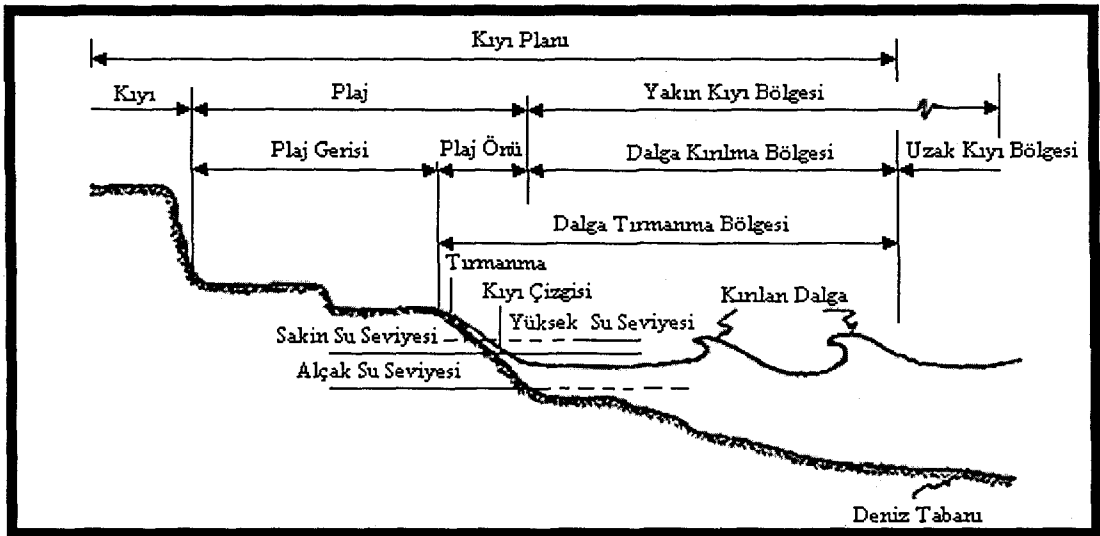 Kıyı Planı
Kıyı Plaj Yakın Kıyı Bölgesi
Plaj Gerisi Plaj Önü Dalga Kırılma Bölgesi Uzak Kıyı Bölgesi
Dalga Tırmanma Bölgesi
Tırmanma
Kıyı Çizgisi Kırılan Dalga
Sakin Su Seviyesi Yüksek Su Seviyesi
Alçak Su Seviyesi
Deniz Tabanı